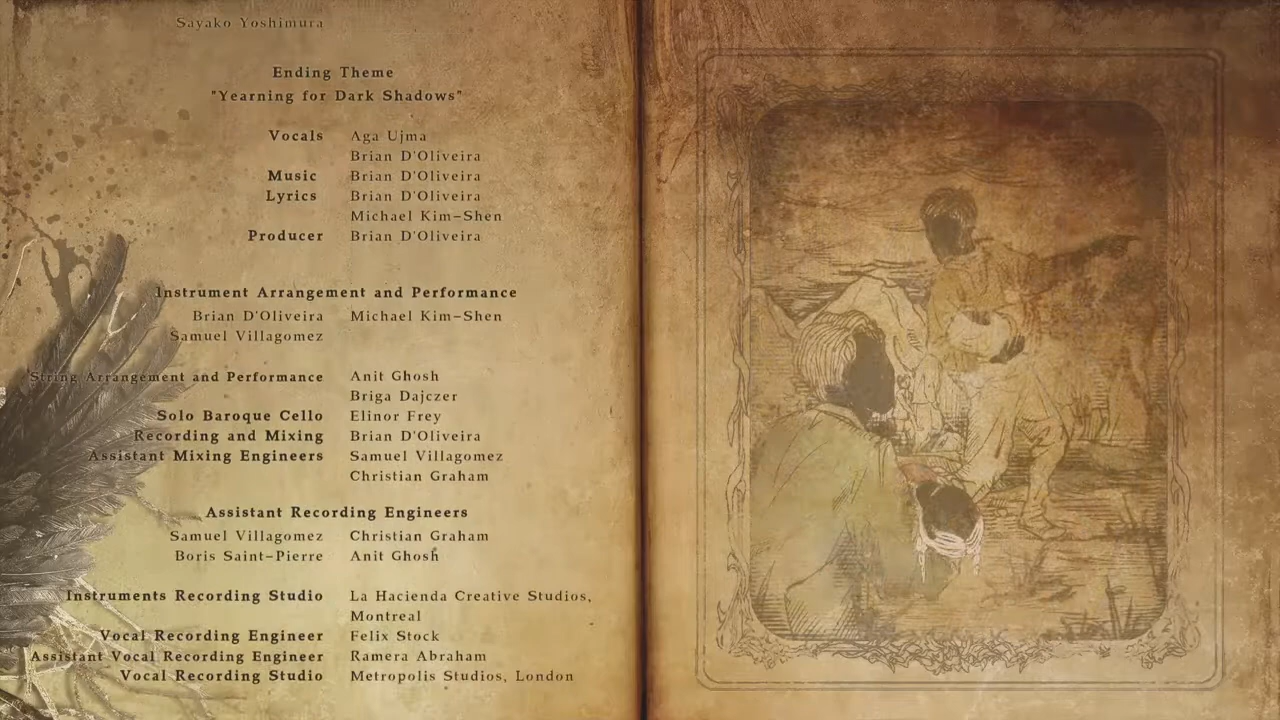 Sayako Yoshimura
Ending Theme
"Yearning for Dark Shadows"
Vocals Aga Ujma
Brian D'Oliveira
Music Brian D'Oliveira
Lyrics Brian D'Oliveira
Michael Kim-Shen
Producer Brian D'Oliveira
Instrument Arrangement and Performance
Brian D'Oliveira Michael Kim-Shen
Samuel Villagomez
String Arrangement and Performance Anit Ghosh
Briga Dajczer
Solo Baroque Cello Elinor Frey
Recording and Mixing Brian D'Oliveira
Assistant Mixing Engineers Samuel Villagomez
Christian Graham
Assistant Recording Engineers
Samuel Villagomez Christian Graham
Boris Saint-Pierre Anit Ghosh
Instruments Recording Studio La Hacienda Creative Studios,
Montreal
Vocal Recording Engineer Felix Stock
Assistant Vocal Recording Engineer Ramera Abraham
Vocal Recording Studio Metropolis Studios, London